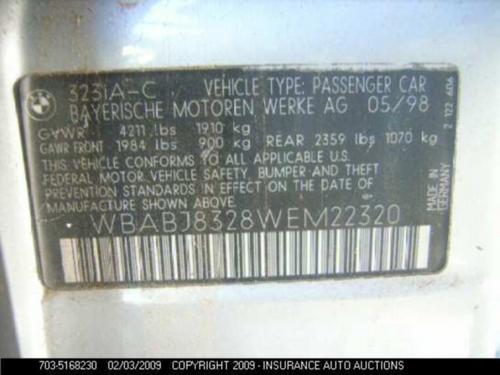 323iA-C VEHICLE TYPE: PASSENGER CAR
BAYERISCHE MOTOREN WERKE AG 05/98
GVWR 4211 lbs 1910 kg
GAWR FRONT 1984 lbs 900 kg REAR 2359 lbs 1070 kg
THIS VEHICLE CONFORMS TO ALL APPLICABLE U.S.
FEDERAL MOTOR VEHICLE SAFETY, BUMPER AND THEFT
PREVENTION STANDARDS IN EFFECT ON THE DATE
OF MANUFACTURE SHOWN ABOVE.
WBABJ8328WEM22320
2 122 606
MADE IN
GERMANY
703-5168230 02/03/2009 COPYRIGHT 2009 - INSURANCE AUTO AUCTIONS